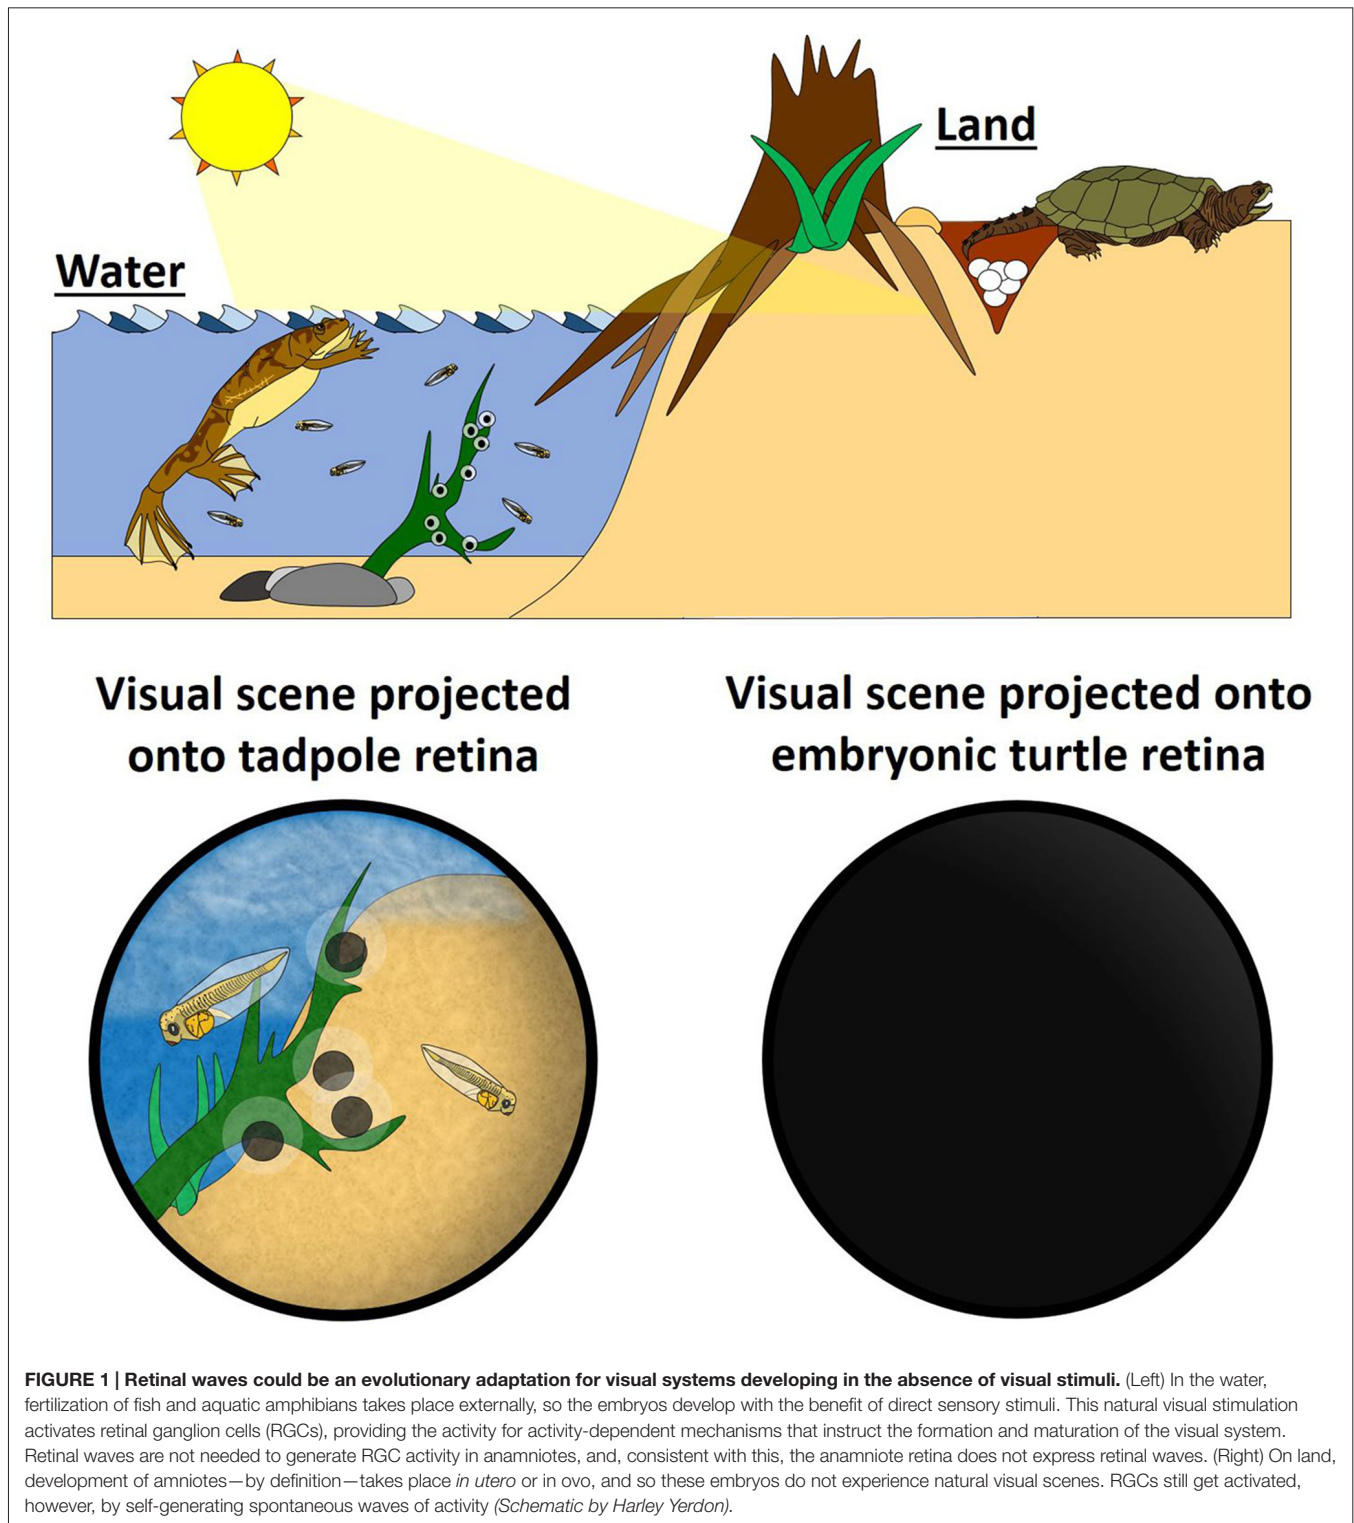 Land
Water
Visual scene projected
onto tadpole retina
Visual scene projected onto
embryonic turtle retina
FIGURE 1 | Retinal waves could be an evolutionary adaptation for visual systems developing in the absence of visual stimuli. (Left) In the water,
fertilization of fish and aquatic amphibians takes place externally, so the embryos develop with the benefit of direct sensory stimuli. This natural visual stimulation
activates retinal ganglion cells (RGCs), providing the activity for activity-dependent mechanisms that instruct the formation and maturation of the visual system.
Retinal waves are not needed to generate RGC activity in anamniotes, and, consistent with this, the anamniote retina does not express retinal waves. (Right) On land,
development of amniotes—by definition—takes place in utero or in ovo, and so these embryos do not experience natural visual scenes. RGCs still get activated,
however, by self-generating spontaneous waves of activity (Schematic by Harley Yerdon).